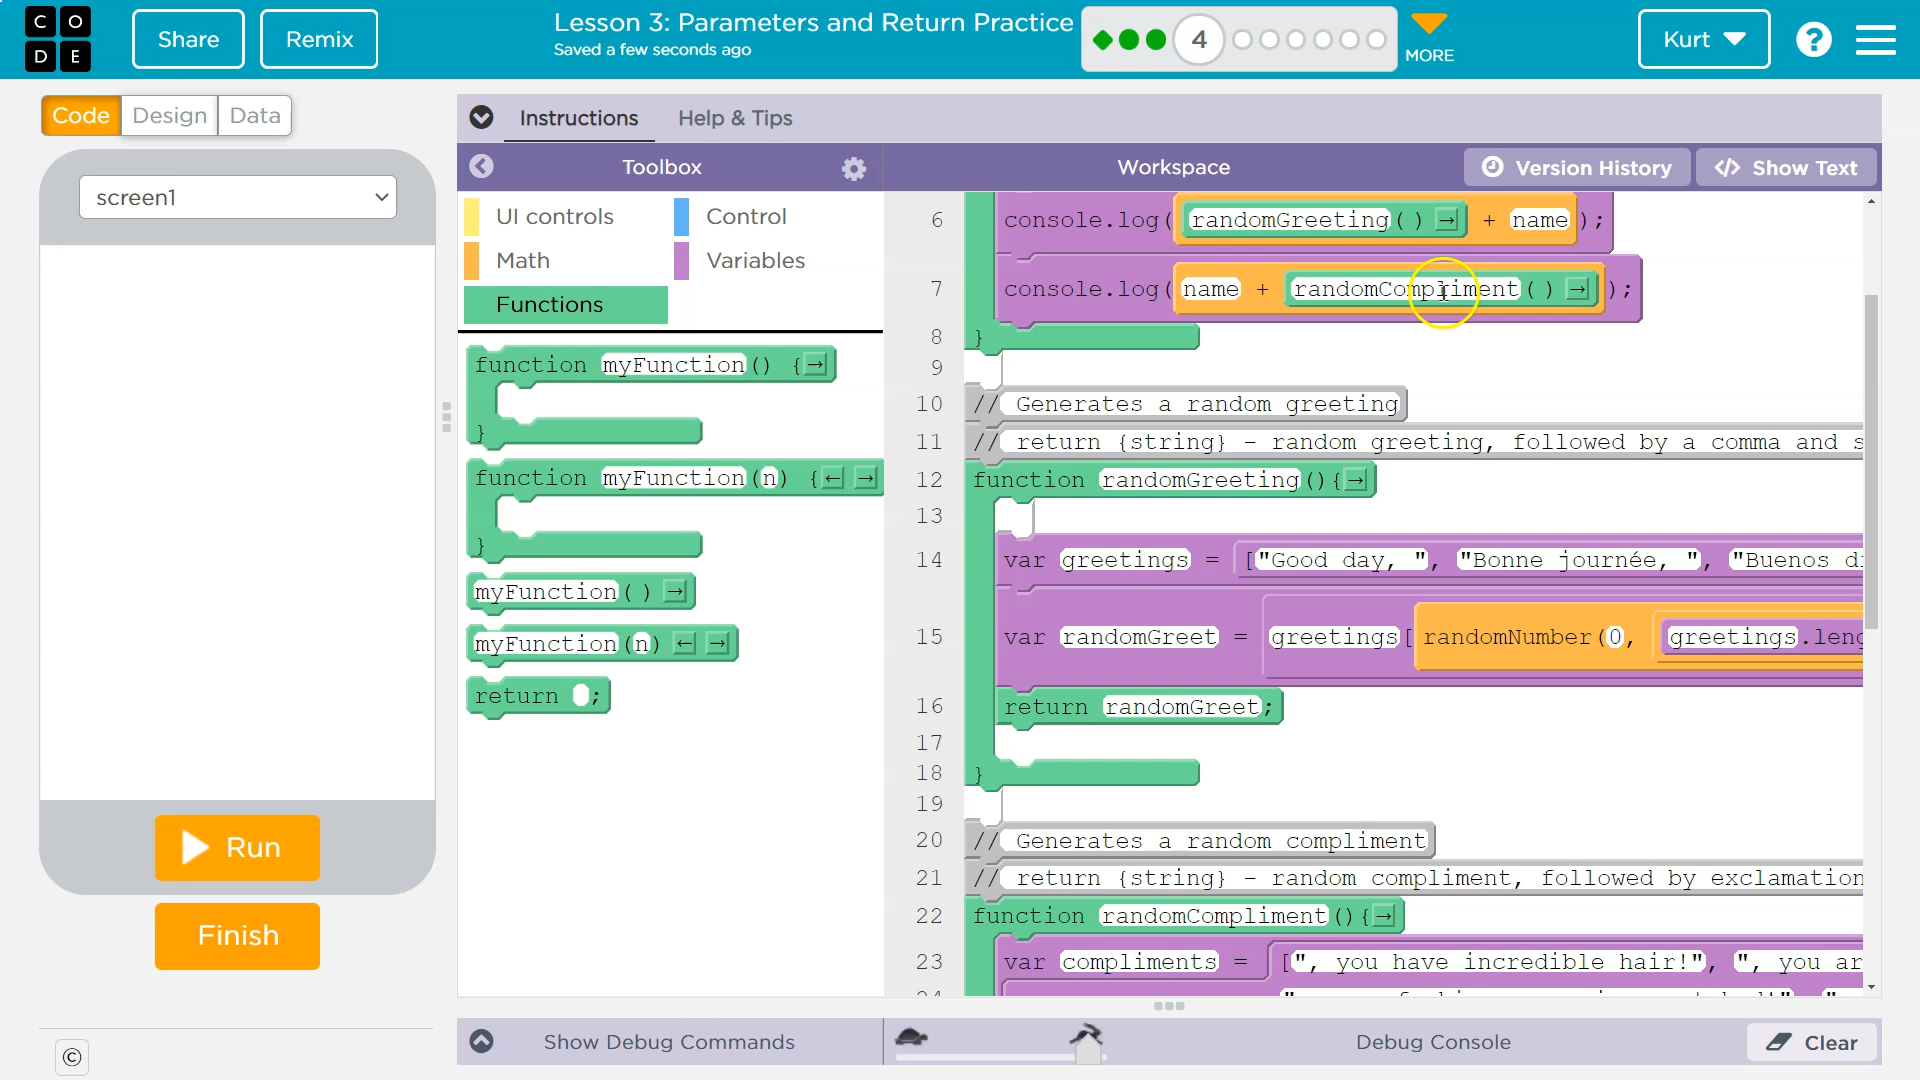 CODE
Share
Remix
Lesson 3: Parameters and Return Practice
Saved a few seconds ago
4
MORE
Kurt
?
Code
Design
Data
Instructions
Help & Tips
Toolbox
Workspace
Version History
Show Text
screen1
UI controls
Control
Math
Variables
Functions
function myFunction() {
}
function myFunction(n) {
}
myFunction()
myFunction(n)
return ;
6 console.log(randomGreeting() + name);
7 console.log(name + randomCompliment());
8 }
9
10 // Generates a random greeting
11 // return {string} - random greeting, followed by a comma and s
12 function randomGreeting(){
13
14 var greetings = ["Good day, ", "Bonne journée, ", "Buenos d
15 var randomGreet = greetings[randomNumber(0, greetings.leng
16 return randomGreet;
17
18 }
19
20 // Generates a random compliment
21 // return {string} - random compliment, followed by exclamation
22 function randomCompliment(){
23 var compliments = [", you have incredible hair!", ", you ar
Run
Finish
©
Show Debug Commands
Debug Console
Clear